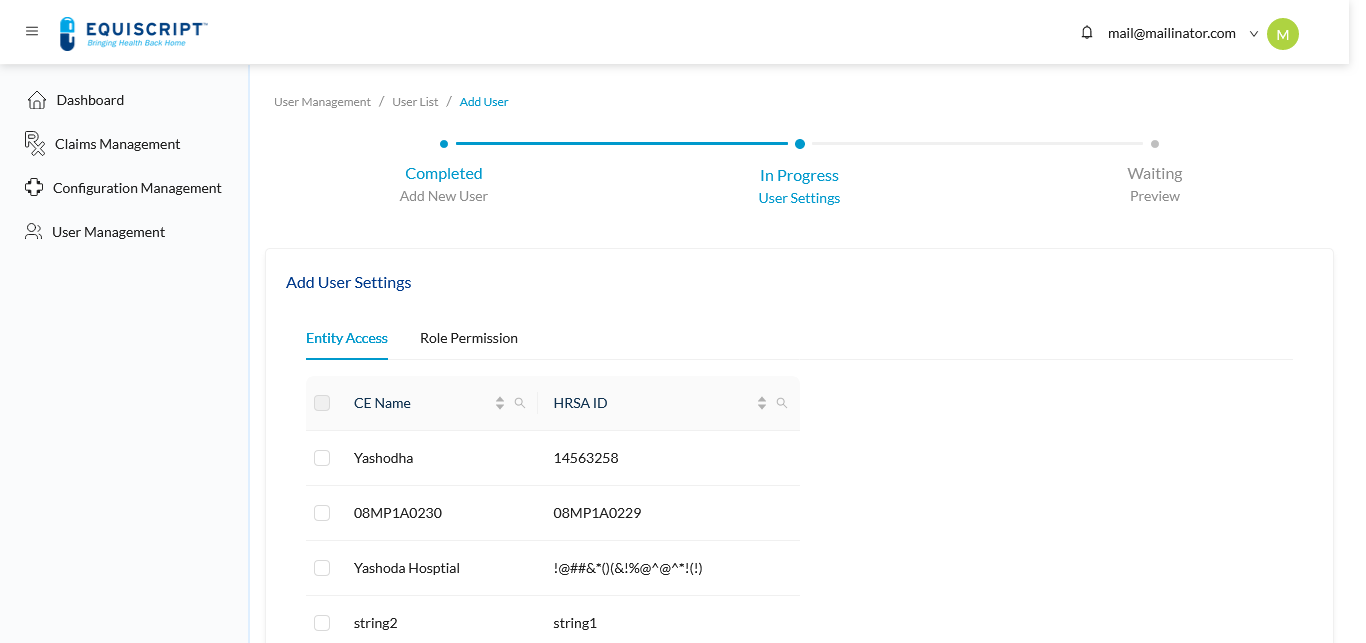 EQUISCRIPT™
Bringing Health Back Home
mail@mailinator.com
M
Dashboard
Claims Management
Configuration Management
User Management
User Management / User List / Add User
Completed
Add New User
In Progress
User Settings
Waiting
Preview
Add User Settings
Entity Access Role Permission
CE Name HRSA ID
Yashodha 14563258
08MP1A0230 08MP1A0229
Yashoda Hosptial !@##&*()(&!%@^@^*!(!)
string2 string1